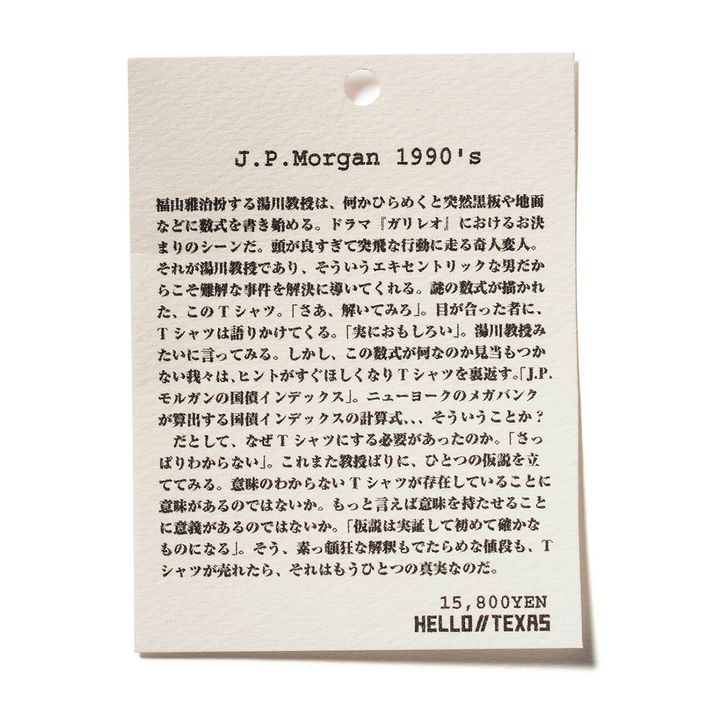 J.P.Morgan 1990's
福山雅治扮する湯川教授は、何かひらめくと突然黒板や地面
などに数式を書き始める。ドラマ『ガリレオ』におけるお決
まりのシーンだ。頭が良すぎて突飛な行動に走る奇人変人。
それが湯川教授であり、そういうエキセントリックな男だか
らこそ難解な事件を解決に導いてくれる。謎の数式が描かれ
た、このTシャツ。「さあ、解いてみろ」。目が合った者に、
Tシャツは語りかけてくる。「実におもしろい」。湯川教授み
たいに言ってみる。しかし、この数式が何なのか見当もつか
ない我々は、ヒントがすぐほしくなりTシャツを裏返す。「J.P.
モルガンの国債インデックス」。ニューヨークのメガバンク
が算出する国債インデックスの計算式､､､そういうことか？
だとして、なぜTシャツにする必要があったのか。「さっ
ぱりわからない」。これまた教授ばりに、ひとつの仮説を立
ててみる。意味のわからないTシャツが存在していることに
意味があるのではないか。もっと言えば意味を持たせること
に意義があるのではないか。「仮説は実証して初めて確かな
ものになる」。そう、素っ頓狂な解釈もでたらめな値段も、T
シャツが売れたら、それはもうひとつの真実なのだ。
15,800YEN
HELLO//TEXAS